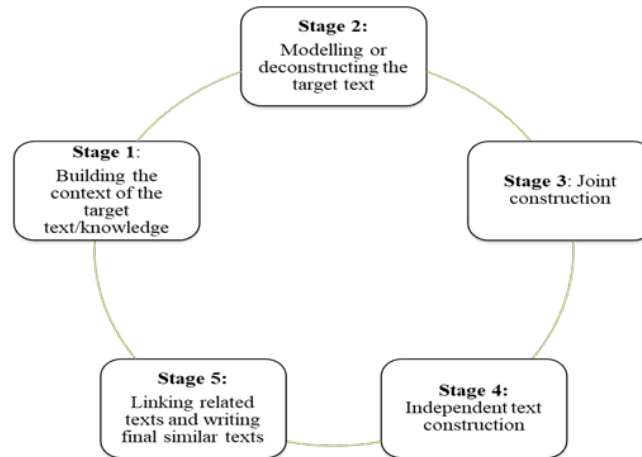 Stage 1:
Building the
context of the
target
text/knowledge
Stage 2:
Modelling or
deconstructing the
target text
Stage 3: Joint
construction
Stage 4:
Independent text
construction
Stage 5:
Linking related
texts and writing
final similar texts